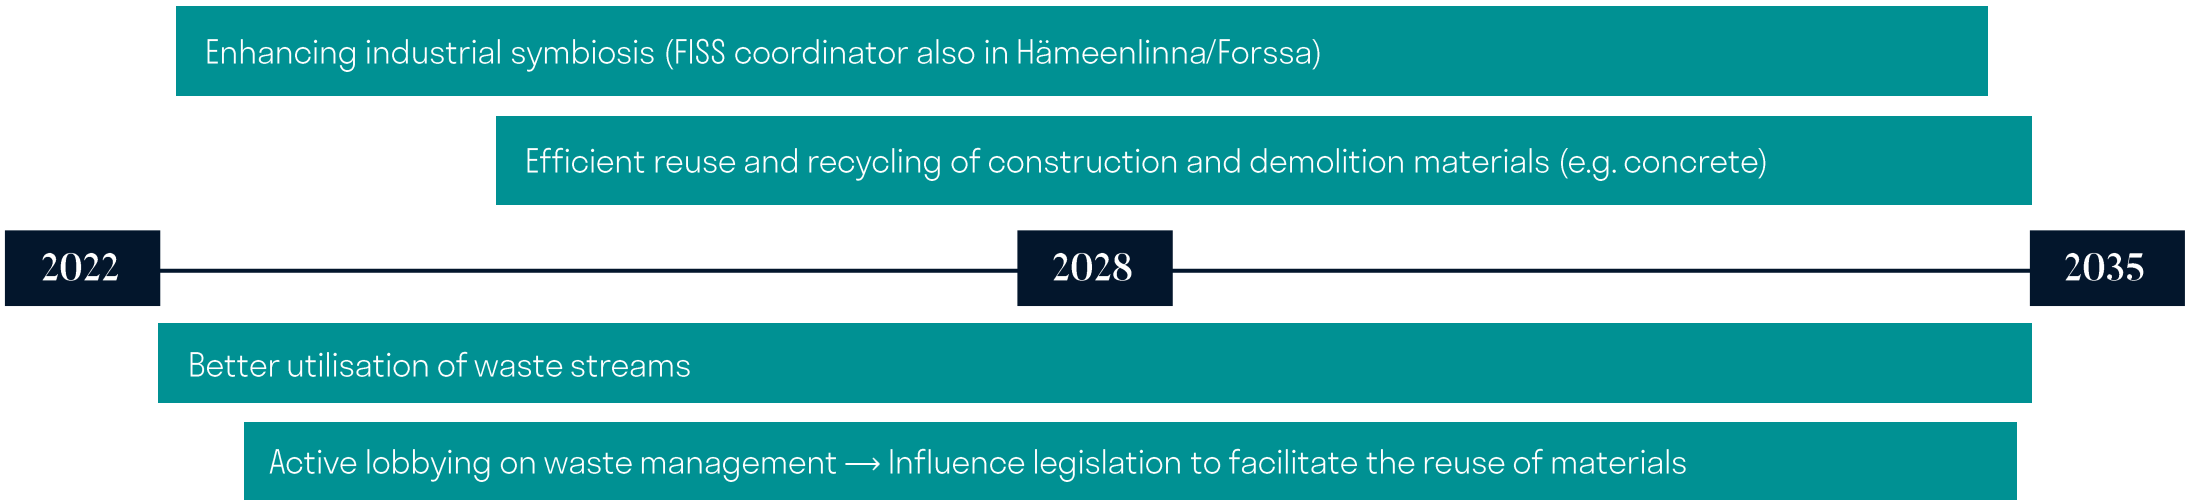 Enhancing industrial symbiosis (FISS coordinator also in Hämeenlinna/Forssa)
Efficient reuse and recycling of construction and demolition materials (e.g. concrete)
2022
2028
2035
Better utilisation of waste streams
Active lobbying on waste management → Influence legislation to facilitate the reuse of materials